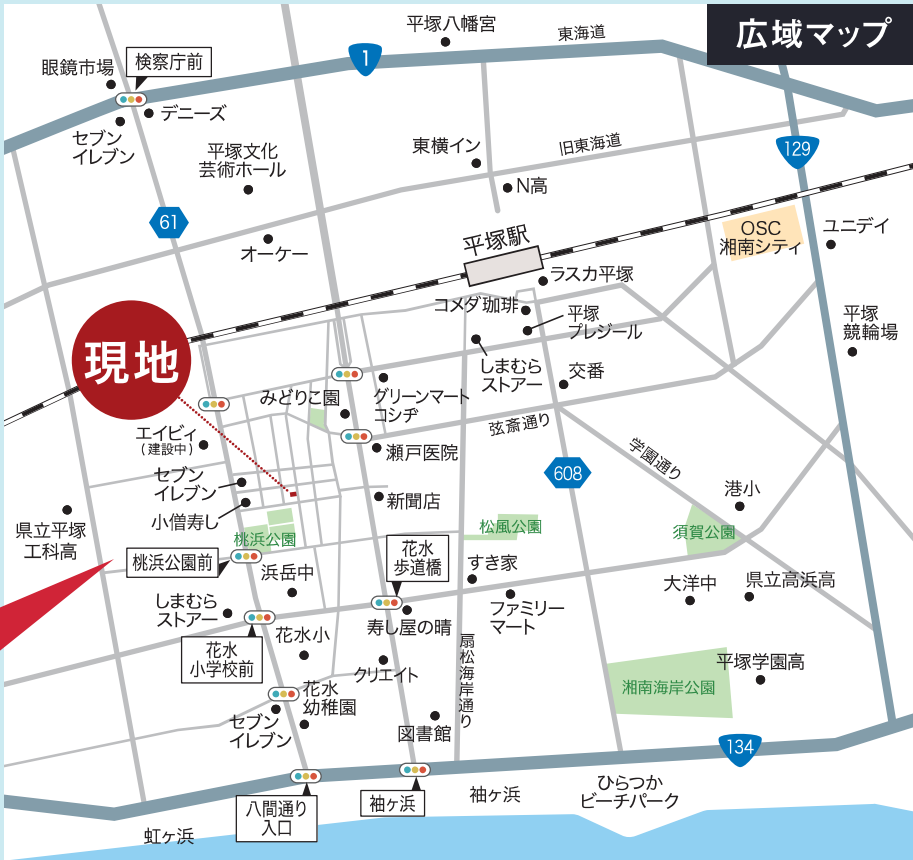 広域マップ
平塚八幡宮
東海道
1
検察庁前
眼鏡市場
デニーズ
セブン
イレブン
平塚文化
芸術ホール
東横イン
旧東海道
129
N高
61
オーケー
平塚駅
OSC
湘南シティ
ユニディ
ラスカ平塚
コメダ珈琲
平塚
プレジール
平塚
競輪場
現地
しまむら
ストアー
交番
みどりこ園
グリーンマート
コシヂ
弦斎通り
エイビィ
(建設中)
瀬戸医院
学園通り
セブン
イレブン
608
新聞店
港小
小僧寿し
県立平塚
工科高
桃浜公園
松風公園
須賀公園
桃浜公園前
花水
歩道橋
浜岳中
すき家
大洋中
県立高浜高
しまむら
ストアー
ファミリー
マート
花水小
寿し屋の晴
花水
小学校前
扇松海岸通り
クリエイト
平塚学園高
湘南海岸公園
花水
幼稚園
セブン
イレブン
図書館
134
八間通り
入口
袖ヶ浜
袖ヶ浜
ひらつか
ビーチパーク
虹ヶ浜